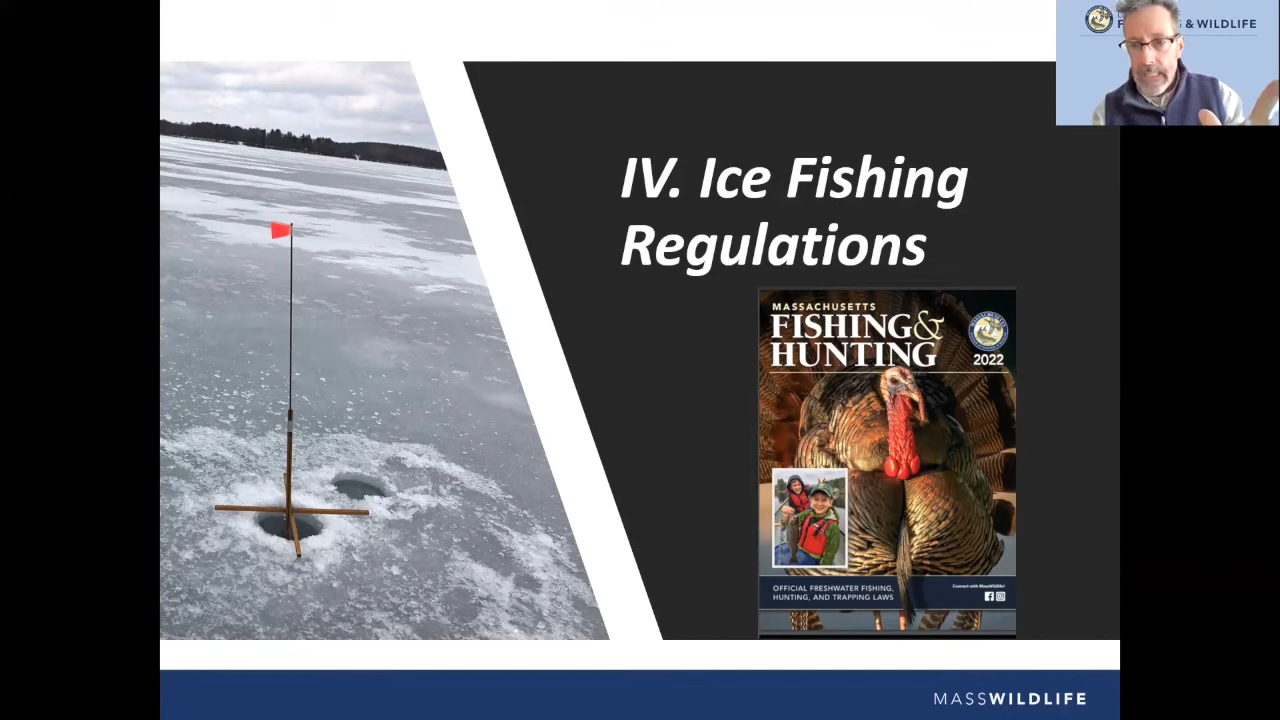 & WILDLIFE
IV. Ice Fishing
Regulations
MASSACHUSETTS
FISHING&
HUNTING
2022
OFFICIAL FRESHWATER FISHING,
HUNTING, AND TRAPPING LAWS
Connect with MassWildlife!
MASSWILDLIFE